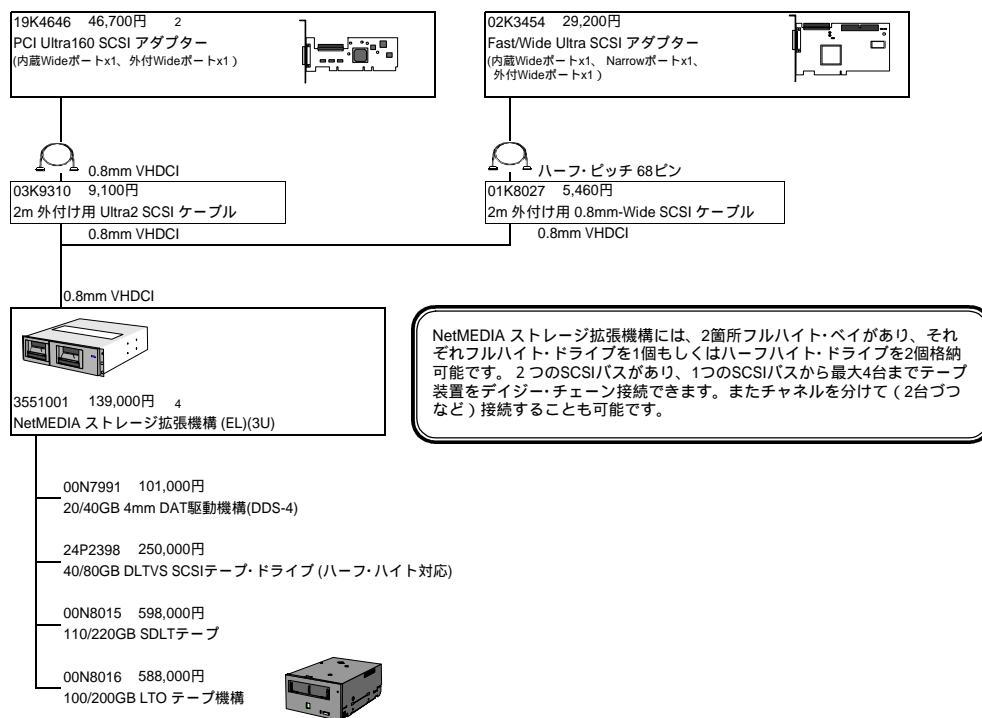 19K4646 46,700円 2
PCI Ultra160 SCSI アダプター
(内蔵Wideポートx1、外付Wideポートx1 )
02K3454 29,200円
Fast/Wide Ultra SCSI アダプター
(内蔵Wideポートx1、 Narrowポートx1、
外付Wideポートx1 )
0.8mm VHDCI
03K9310 9,100円
2m 外付け用 Ultra2 SCSI ケーブル
0.8mm VHDCI
ハーフ・ピッチ 68ピン
01K8027 5,460円
2m 外付け用 0.8mm-Wide SCSI ケーブル
0.8mm VHDCI
0.8mm VHDCI
3551001 139,000円 4
NetMEDIA ストレージ拡張機構 (EL)(3U)
NetMEDIA ストレージ拡張機構には、2箇所フルハイト・ベイがあり、それ
ぞれフルハイト・ドライブを1個もしくはハーフハイト・ドライブを2個格納
可能です。 2 つのSCSIバスがあり、1つのSCSIバスから最大4台までテープ
装置をデイジー・チェーン接続できます。またチャネルを分けて ( 2台づつ
など ) 接続することも可能です。
00N7991 101,000円
20/40GB 4mm DAT駆動機構(DDS-4)
24P2398 250,000円
40/80GB DLTVS SCSIテープ・ドライブ (ハーフ・ハイト対応)
00N8015 598,000円
110/220GB SDLTテープ
00N8016 588,000円
100/200GB LTO テープ機構